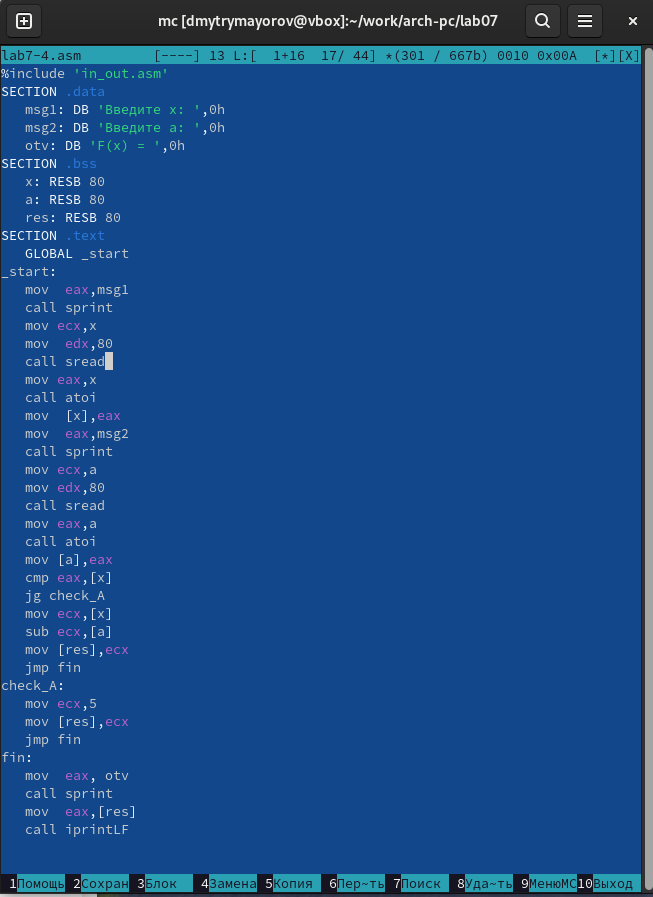 mc [dmytrymayorov@vbox]:~/work/arch-pc/lab07
lab7-4.asm [----] 13 L:[ 1+16 17/ 44] *(301 / 667b) 0010 0x00A [*][X]
%include 'in_out.asm'
SECTION .data
msg1: DB 'Введите x: ',0h
msg2: DB 'Введите a: ',0h
otv: DB 'F(x) = ',0h
SECTION .bss
x: RESB 80
a: RESB 80
res: RESB 80
SECTION .text
GLOBAL _start
_start:
mov eax,msg1
call sprint
mov ecx,x
mov edx,80
call sread
mov eax,x
call atoi
mov [x],eax
mov eax,msg2
call sprint
mov ecx,a
mov edx,80
call sread
mov eax,a
call atoi
mov [a],eax
cmp eax,[x]
jg check_A
mov ecx,[x]
sub ecx,[a]
mov [res],ecx
jmp fin
check_A:
mov ecx,5
mov [res],ecx
jmp fin
fin:
mov eax, otv
call sprint
mov eax,[res]
call iprintLF
1Помощь 2Сохран 3Блок 4Замена 5Копия 6Пер~ть 7Поиск 8Уда~ть 9МенюMC 10Выход